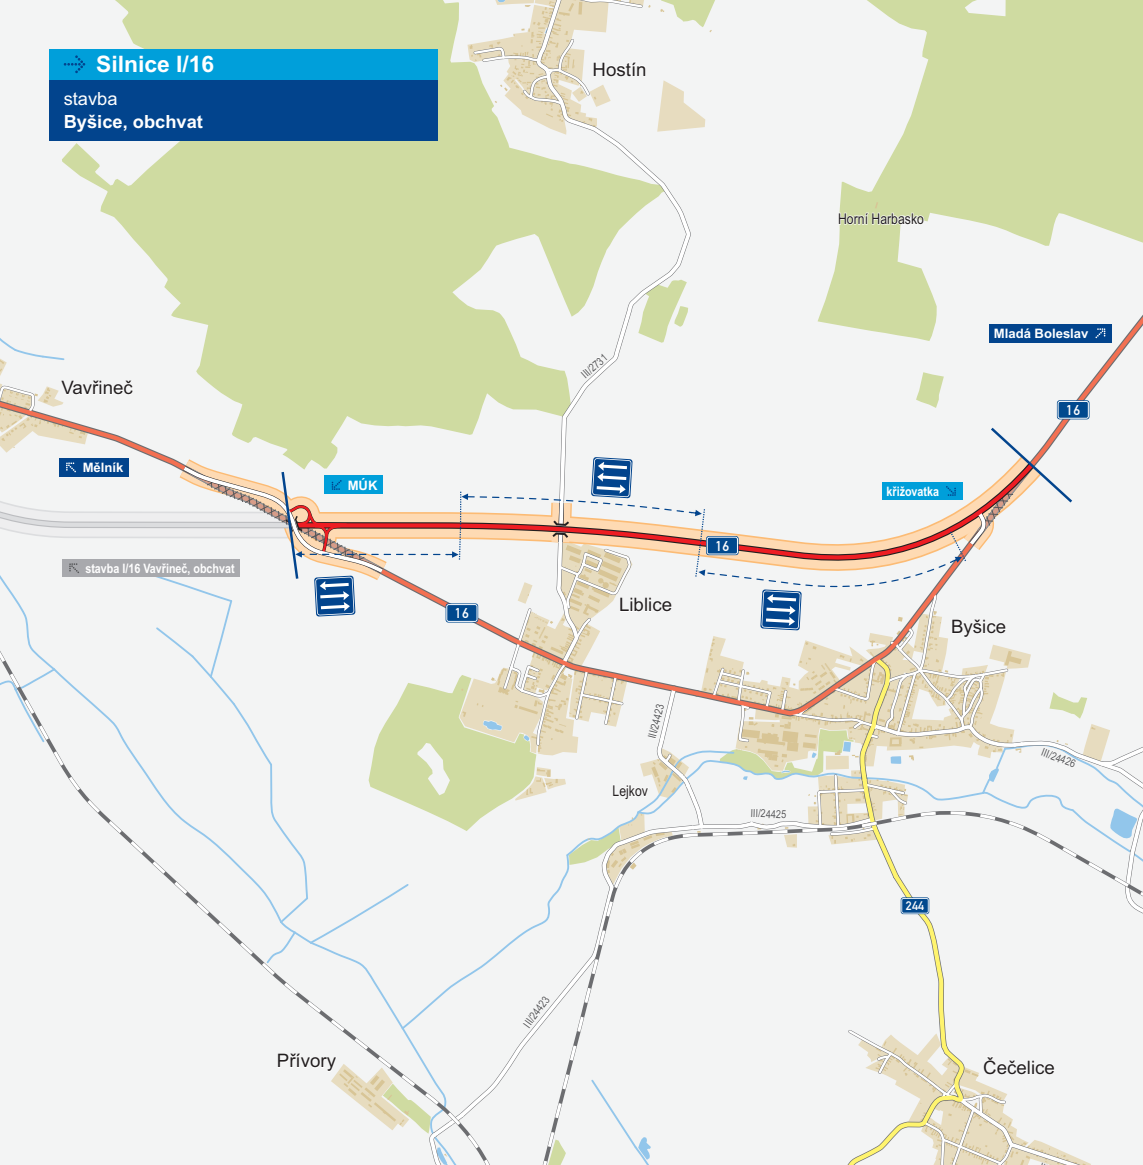 Silnice I/16
stavba
Byšice, obchvat
Hostín
Horní Harbasko
Mladá Boleslav
III/2731
Vavřineč
16
Mělník
MÚK
křižovatka
16
stavba I/16 Vavřineč, obchvat
16
Liblice
Byšice
III/24423
III/24426
Lejkov
III/24425
244
III/24423
Přívory
Čečelice